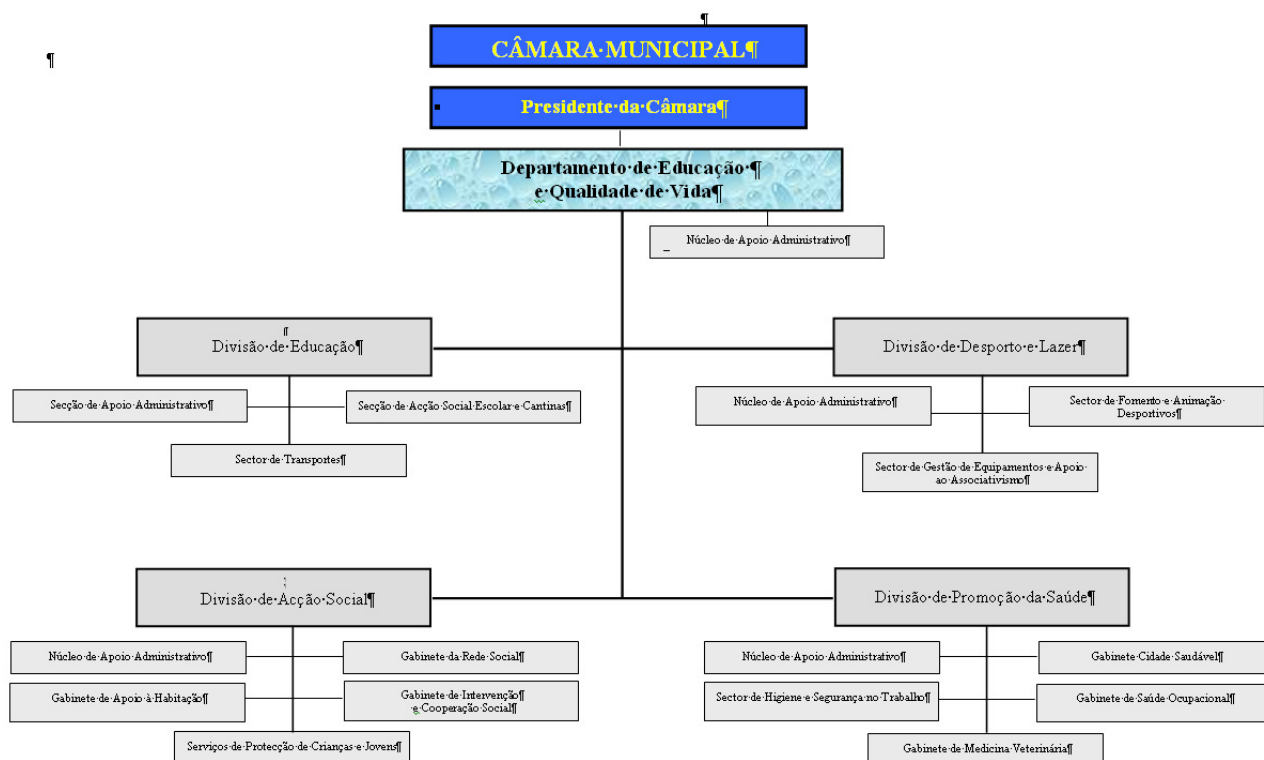 ¶
¶
CÂMARA·MUNICIPAL¶
Presidente·da·Câmara¶
Departamento·de·Educação·¶
e·Qualidade·de·Vida¶
Núcleo·de·Apoio·Administrativo¶
¶
Divisão·de·Educação¶
Divisão·de·Desporto·e·Lazer¶
Secção·de·Apoio·Administrativo¶
Secção·de·Acção·Social·Escolar·e·Cantinas¶
Sector·de·Transportes¶
Núcleo·de·Apoio·Administrativo¶
Sector·de·Fomento·e·Animação·
Desportivos¶
Sector·de·Gestão·de·Equipamentos·e·Apoio·
ao·Associativismo¶
Divisão·de·Acção·Social¶
Divisão·de·Promoção·da·Saúde¶
Núcleo·de·Apoio·Administrativo¶
Gabinete·da·Rede·Social¶
Gabinete·de·Apoio·à·Habitação¶
Gabinete·de·Intervenção¶
e·Cooperação·Social¶
Serviços·de·Protecção·de·Crianças·e·Jovens¶
Núcleo·de·Apoio·Administrativo¶
Gabinete·Cidade·Saudável¶
Sector·de·Higiene·e·Segurança·no·Trabalho¶
Gabinete·de·Saúde·Ocupacional¶
Gabinete·de·Medicina·Veterinária¶